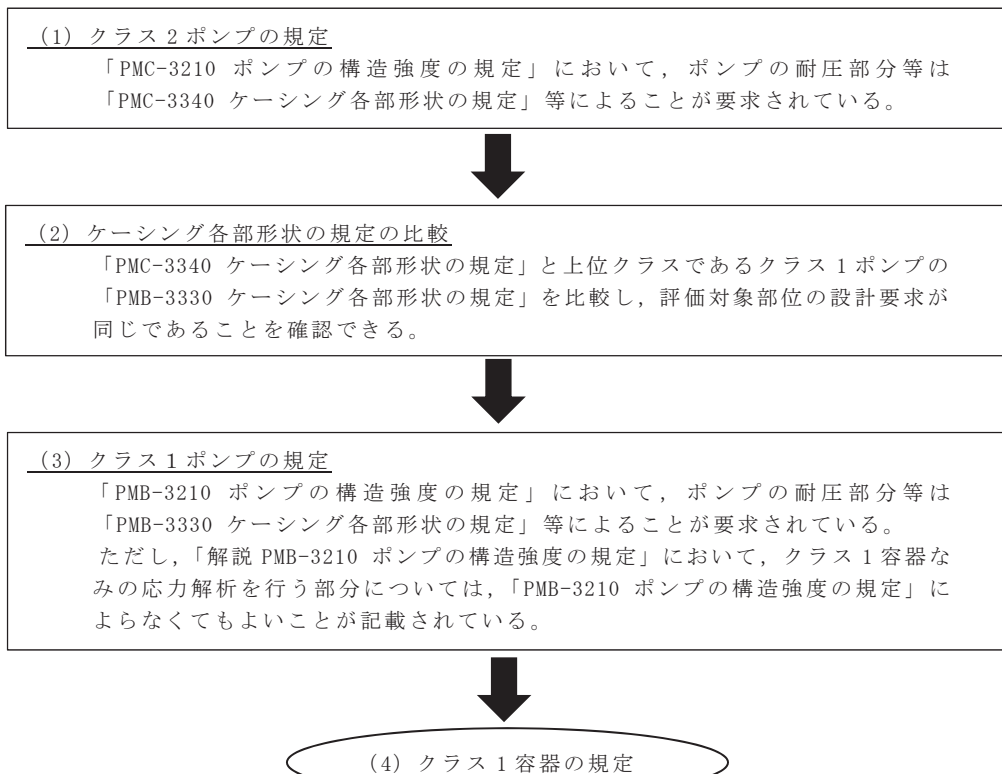 (1) クラス2ポンプの規定
「PMC-3210 ポンプの構造強度の規定」において，ポンプの耐圧部分等は
「PMC-3340 ケーシング各部形状の規定」等によることが要求されている。
(2) ケーシング各部形状の規定の比較
「PMC-3340 ケーシング各部形状の規定」と上位クラスであるクラス1ポンプの
「PMB-3330 ケーシング各部形状の規定」を比較し，評価対象部位の設計要求が
同じであることを確認できる。
(3) クラス1ポンプの規定
「PMB-3210 ポンプの構造強度の規定」において，ポンプの耐圧部分等は
「PMB-3330 ケーシング各部形状の規定」等によることが要求されている。
ただし，「解説 PMB-3210 ポンプの構造強度の規定」において，クラス1容器な
みの応力解析を行う部分については，「PMB-3210 ポンプの構造強度の規定」に
よらなくてもよいことが記載されている。
(4) クラス1容器の規定